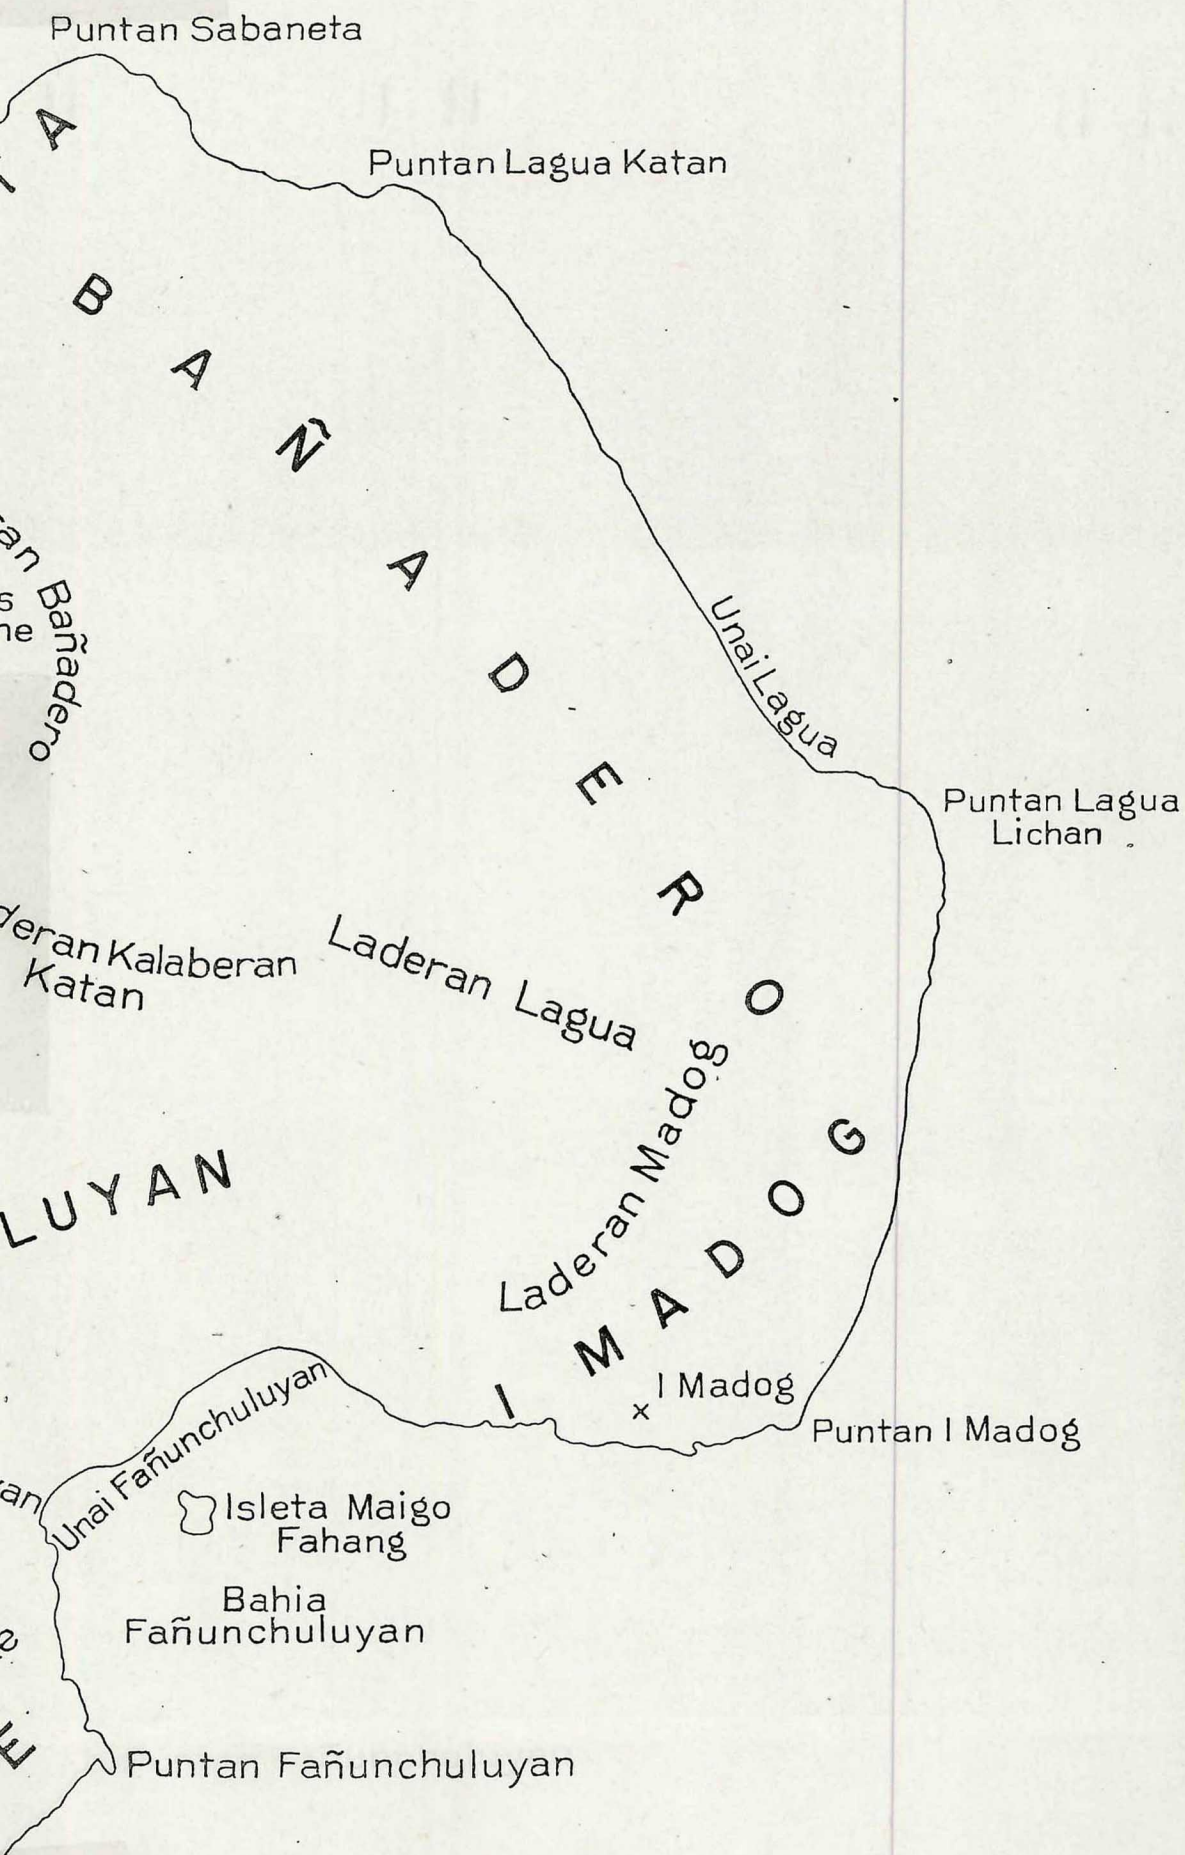 Puntan Sabaneta
A
Puntan Lagua Katan
BAÑADERO
Bañadero
Unai Lagua
Puntan Lagua
Lichan
Kalaberan
Katan
Laderan Lagua
Laderan Madog
LUYAN
I MADOG
I Madog
Puntan I Madog
Unai Fañunchuluyan
Isleta Maigo
Fahang
Bahia
Fañunchuluyan
E
Puntan Fañunchuluyan